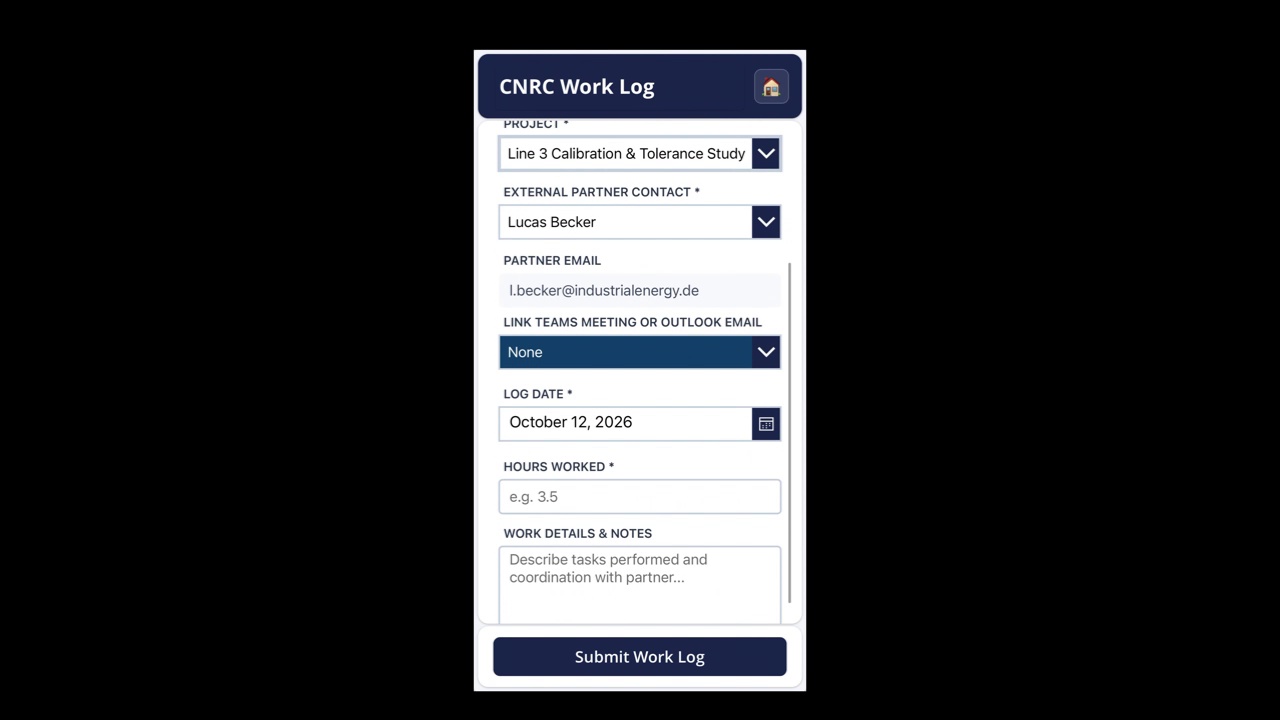 CNRC Work Log
PROJECT *
Line 3 Calibration & Tolerance Study
EXTERNAL PARTNER CONTACT *
Lucas Becker
PARTNER EMAIL
l.becker@industrialenergy.de
LINK TEAMS MEETING OR OUTLOOK EMAIL
None
LOG DATE *
October 12, 2026
HOURS WORKED *
e.g. 3.5
WORK DETAILS & NOTES
Describe tasks performed and
coordination with partner...
Submit Work Log